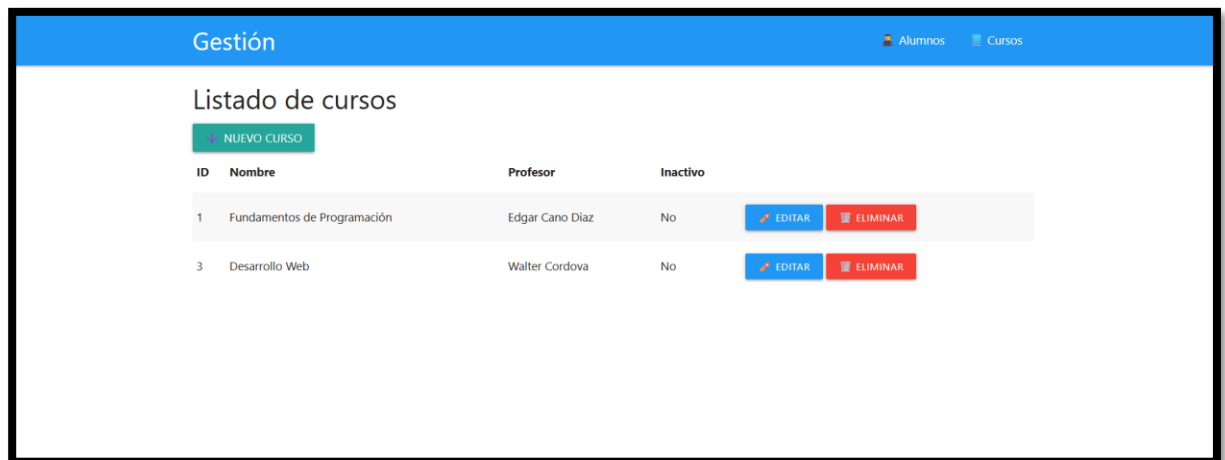 Gestión Alumnos Cursos
Listado de cursos
NUEVO CURSO
ID Nombre Profesor Inactivo
1 Fundamentos de Programación Edgar Cano Diaz No EDITAR ELIMINAR
3 Desarrollo Web Walter Cordova No EDITAR ELIMINAR